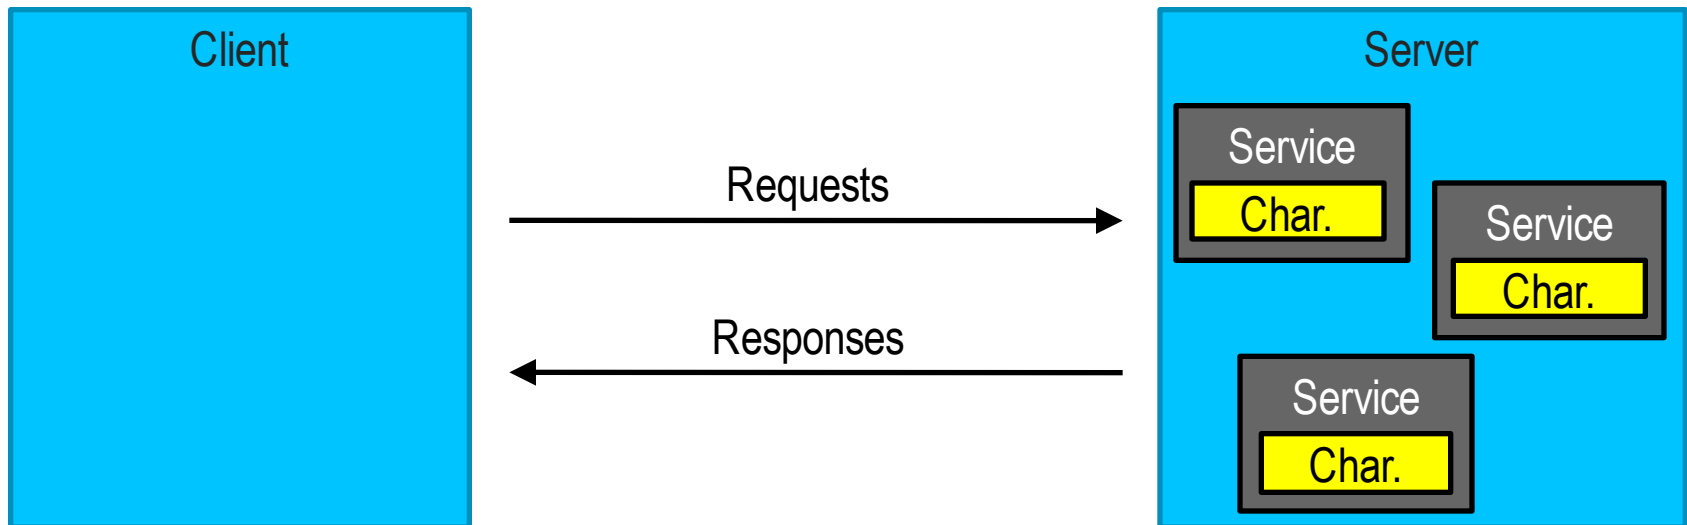 Client
Server
Service
Char.
Requests
Service
Char.
Responses
Service
Char.